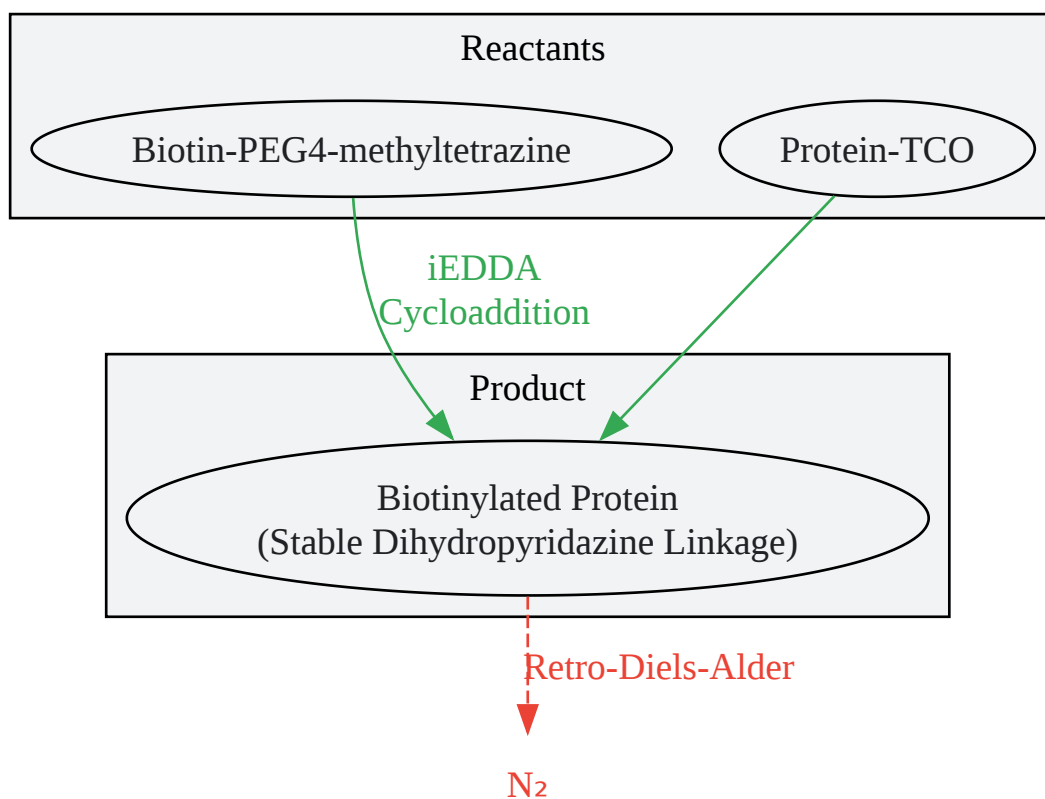 Reactants
Biotin-PEG4-methyltetrazine
Protein-TCO
iEDDA
Cycloaddition
Product
Biotinylated Protein
(Stable Dihydropyridazine Linkage)
Retro-Diels-Alder
N₂